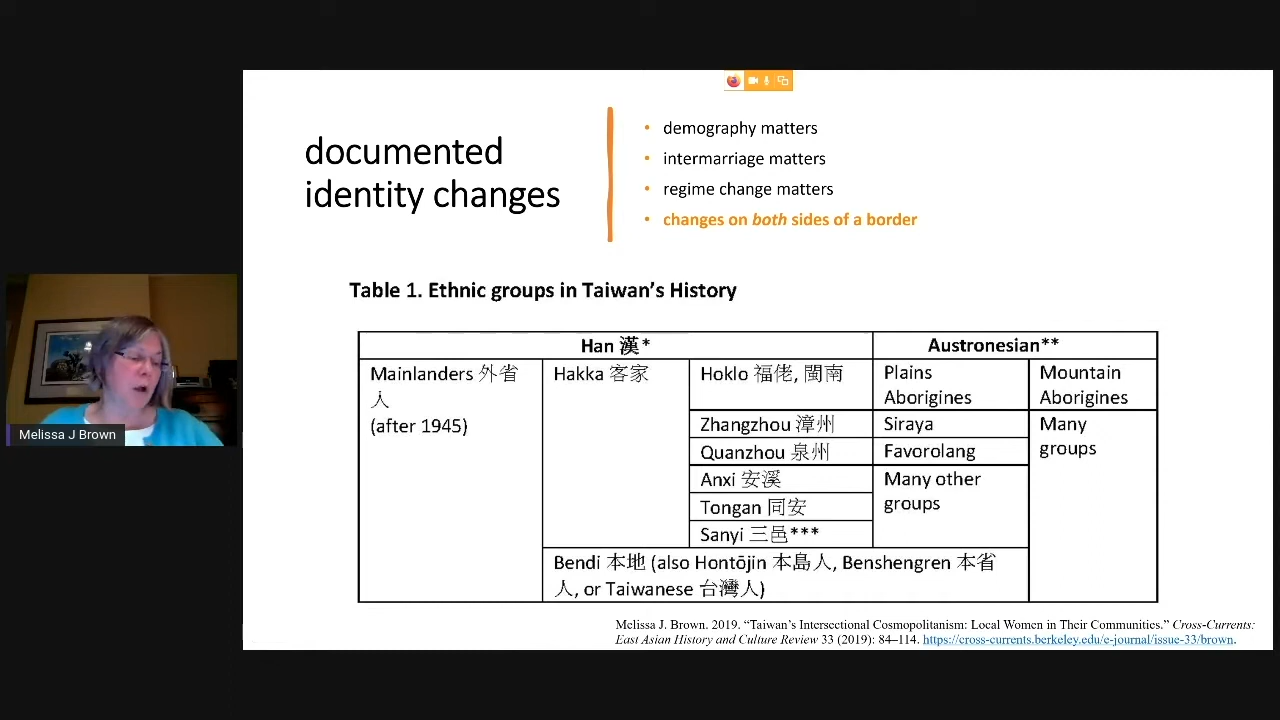 documented
identity changes
• demography matters
• intermarriage matters
• regime change matters
• changes on both sides of a border
Table 1. Ethnic groups in Taiwan's History
Han 漢*
Austronesian**
Mainlanders 外省
人
(after 1945)
Hakka 客家
Hoklo 福佬, 閩南
Plains
Aborigines
Mountain
Aborigines
Zhangzhou 漳州
Siraya
Many
groups
Quanzhou 泉州
Favorolang
Anxi 安溪
Many other
groups
Tongan 同安
Sanyi 三邑***
Bendi 本地 (also Hontōjin 本島人, Benshengren 本省
人, or Taiwanese 台灣人)
Melissa J Brown
Melissa J. Brown. 2019. "Taiwan's Intersectional Cosmopolitanism: Local Women in Their Communities." Cross-Currents:
East Asian History and Culture Review 33 (2019): 84–114. https://cross-currents.berkeley.edu/e-journal/issue-33/brown.